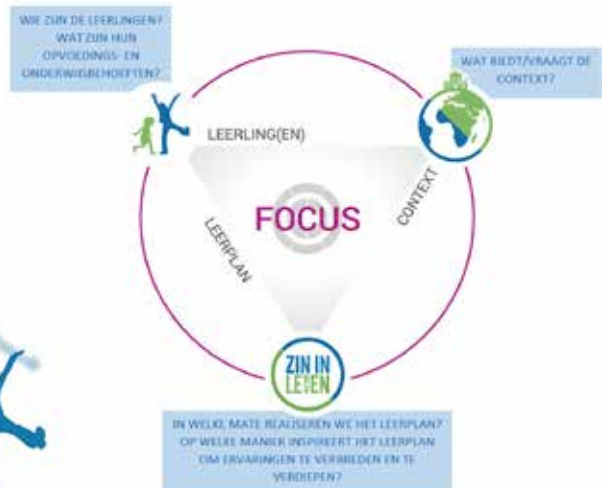 WIE ZIJN DE LEERLINGEN?
WAT ZIJN HUN
OPVOEDINGS- EN
ONDERWIJSBEHOEFTEN?
WAT BIEDT/VRAAGT DE
CONTEXT?
LEERLING(EN)
CONTEXT
FOCUS
LEERPLAN
ZIN IN
LEREN
IN WELKE MATE REALISEREN WE HET LEERPLAN?
OP WELKE MANIER INSPIREERT HET LEERPLAN
OM ERVARINGEN TE VERBREDEN EN TE
VERDIEPEN?